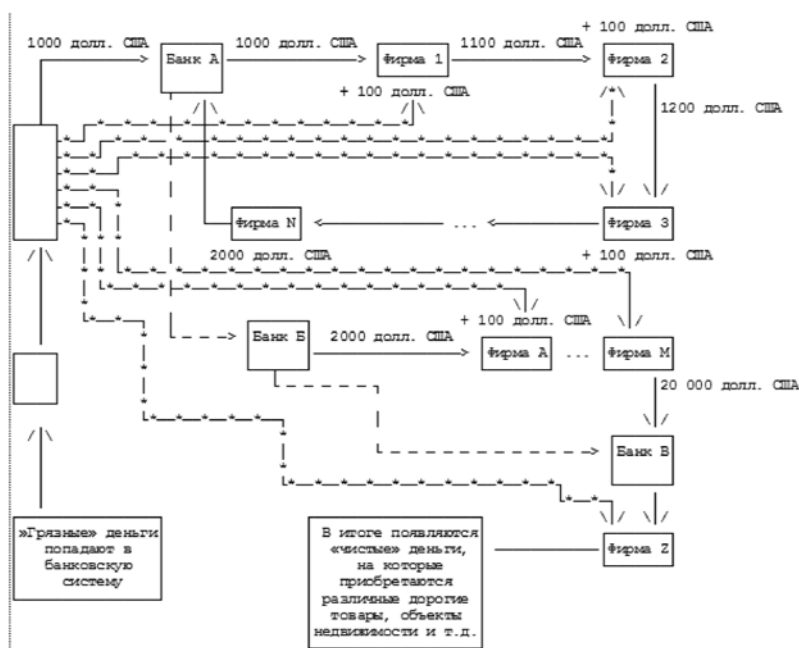 + 100 долл. США
1000 долл. США
1000 долл. США
1100 долл. США
Банк А
Фирма 1
Фирма 2
+ 100 долл. США
1200 долл. США
Фирма N
...
Фирма 3
2000 долл. США
+ 100 долл. США
+ 100 долл. США
Банк Б
2000 долл. США
Фирма А
...
Фирма М
20 000 долл. США
Банк В
»Грязные» деньги
попадают в
банковскую
систему
В итоге появляются
«чистые» деньги,
на которые
приобретаются
различные дорогие
товары, объекты
недвижимости и т.д.
Фирма Z